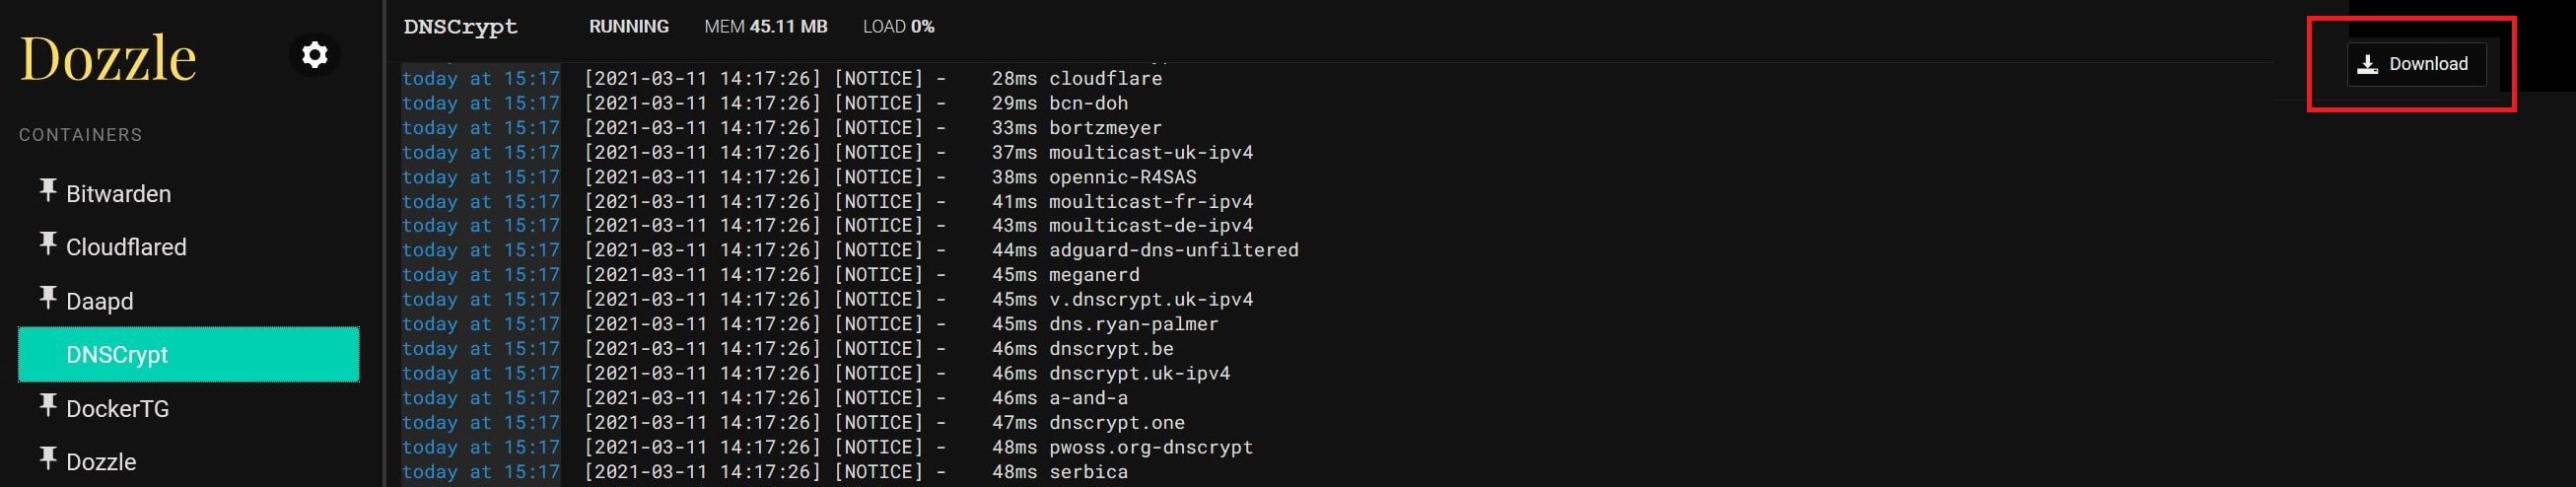 Dozzle
CONTAINERS
Bitwarden
Cloudflared
Daapd
DNSCrypt
DockerTG
Dozzle
DNSCrypt RUNNING MEM 45.11 MB LOAD 0%
Download
today at 15:17 [2021-03-11 14:17:26] [NOTICE] - 28ms cloudflare
today at 15:17 [2021-03-11 14:17:26] [NOTICE] - 29ms bcn-doh
today at 15:17 [2021-03-11 14:17:26] [NOTICE] - 33ms bortzmeyer
today at 15:17 [2021-03-11 14:17:26] [NOTICE] - 37ms moulticast-uk-ipv4
today at 15:17 [2021-03-11 14:17:26] [NOTICE] - 38ms opennic-R4SAS
today at 15:17 [2021-03-11 14:17:26] [NOTICE] - 41ms moulticast-fr-ipv4
today at 15:17 [2021-03-11 14:17:26] [NOTICE] - 43ms moulticast-de-ipv4
today at 15:17 [2021-03-11 14:17:26] [NOTICE] - 44ms adguard-dns-unfiltered
today at 15:17 [2021-03-11 14:17:26] [NOTICE] - 45ms meganerd
today at 15:17 [2021-03-11 14:17:26] [NOTICE] - 45ms v.dnscrypt.uk-ipv4
today at 15:17 [2021-03-11 14:17:26] [NOTICE] - 45ms dns.ryan-palmer
today at 15:17 [2021-03-11 14:17:26] [NOTICE] - 46ms dnscrypt.be
today at 15:17 [2021-03-11 14:17:26] [NOTICE] - 46ms dnscrypt.uk-ipv4
today at 15:17 [2021-03-11 14:17:26] [NOTICE] - 46ms a-and-a
today at 15:17 [2021-03-11 14:17:26] [NOTICE] - 47ms dnscrypt.one
today at 15:17 [2021-03-11 14:17:26] [NOTICE] - 48ms pwoss.org-dnscrypt
today at 15:17 [2021-03-11 14:17:26] [NOTICE] - 48ms serbica